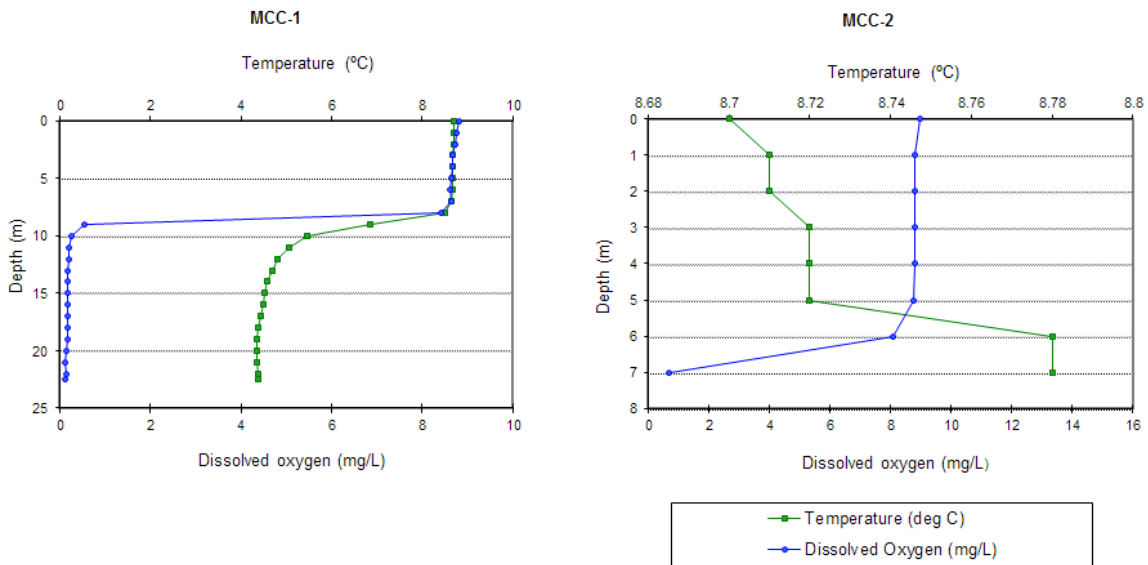 MCC-1
Temperature (ºC)
0 2 4 6 8 10
0
5
10
15
20
25
Depth (m)
0 2 4 6 8 10
Dissolved oxygen (mg/L)
MCC-2
Temperature (ºC)
8.68 8.7 8.72 8.74 8.76 8.78 8.8
0
1
2
3
4
5
6
7
8
Depth (m)
0 2 4 6 8 10 12 14 16
Dissolved oxygen (mg/L)
Temperature (deg C)
Dissolved Oxygen (mg/L)